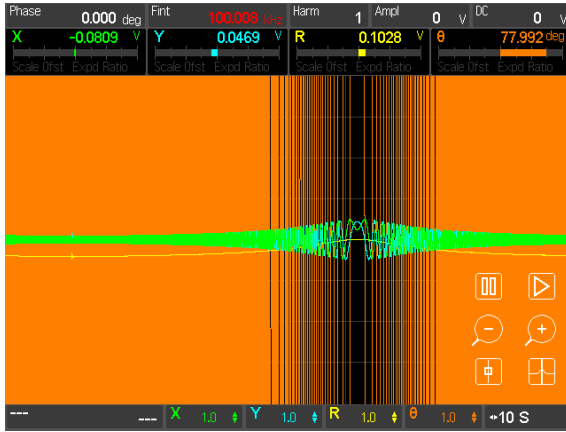 Phase 0.000 deg Fint 100.008 kHz Harm 1 Ampl 0 V DC 0 V
X -0.0809 V Y 0.0469 V R 0.1028 V θ 77.992 deg
Scale Ofst Expd Ratio Scale Ofst Expd Ratio Scale Ofst Expd Ratio Scale Ofst Expd Ratio
--- --- X 1.0 Y 1.0 R 1.0 θ 1.0 10 S